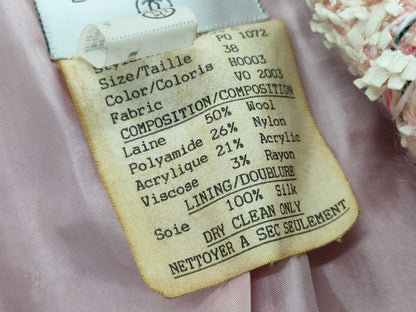 Style PO 1072
Size/Taille 38
Color/Coloris H0003
Fabric VO 2003
COMPOSITION/COMPOSITION
Laine 50% Wool
Polyamide 26% Nylon
Acrylique 21% Acrylic
Viscose 3% Rayon
LINING/DOUBLURE
Soie 100% Silk
DRY CLEAN ONLY
NETTOYER A SEC SEULEMENT